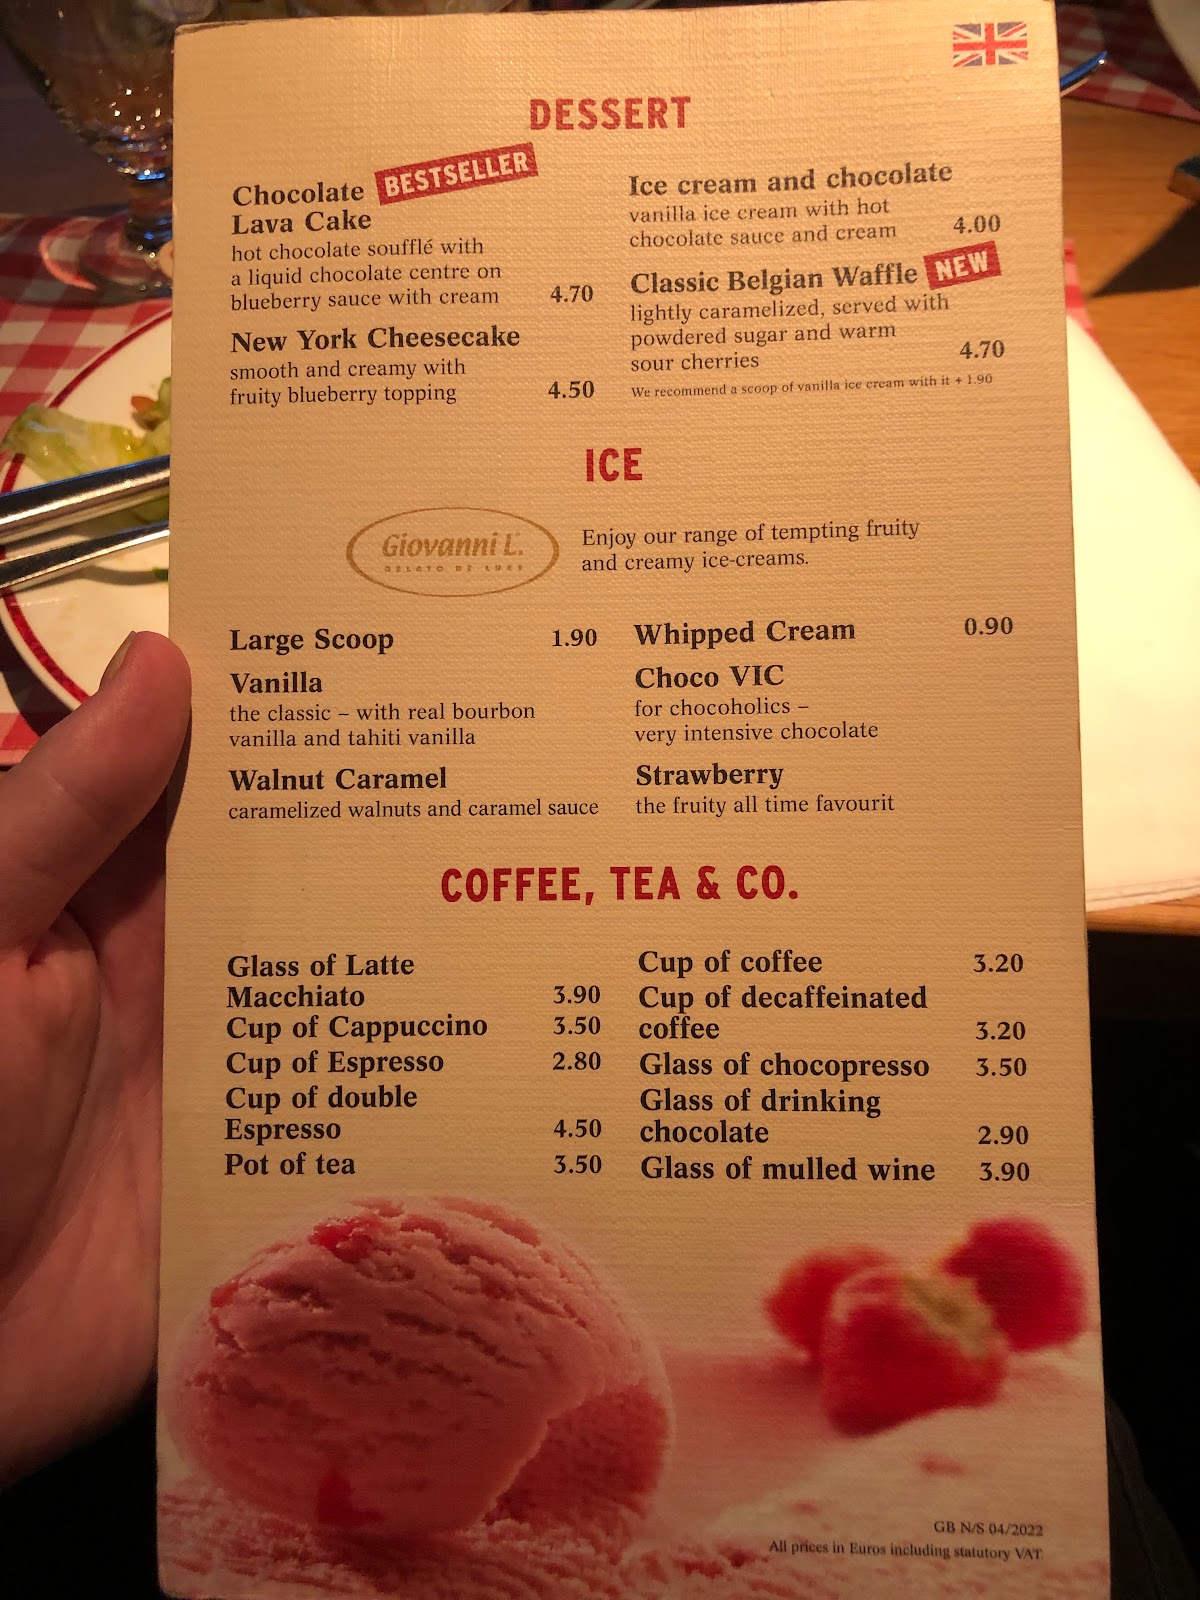 DESSERT
Chocolate BESTSELLER
Lava Cake
hot chocolate soufflé with
a liquid chocolate centre on
blueberry sauce with cream 4.70
New York Cheesecake
smooth and creamy with
fruity blueberry topping 4.50
Ice cream and chocolate
vanilla ice cream with hot
chocolate sauce and cream 4.00
Classic Belgian Waffle NEW
lightly caramelized, served with
powdered sugar and warm
sour cherries 4.70
We recommend a scoop of vanilla ice cream with it + 1.90
ICE
Giovanni L.
GELATO DE LUXE
Enjoy our range of tempting fruity
and creamy ice-creams.
Large Scoop 1.90
Vanilla
the classic – with real bourbon
vanilla and tahiti vanilla
Walnut Caramel
caramelized walnuts and caramel sauce
Whipped Cream 0.90
Choco VIC
for chocoholics –
very intensive chocolate
Strawberry
the fruity all time favourit
COFFEE, TEA & CO.
Glass of Latte
Macchiato 3.90
Cup of Cappuccino 3.50
Cup of Espresso 2.80
Cup of double
Espresso 4.50
Pot of tea 3.50
Cup of coffee 3.20
Cup of decaffeinated
coffee 3.20
Glass of chocopresso 3.50
Glass of drinking
chocolate 2.90
Glass of mulled wine 3.90
GB N/S 04/2022
All prices in Euros including statutory VAT.